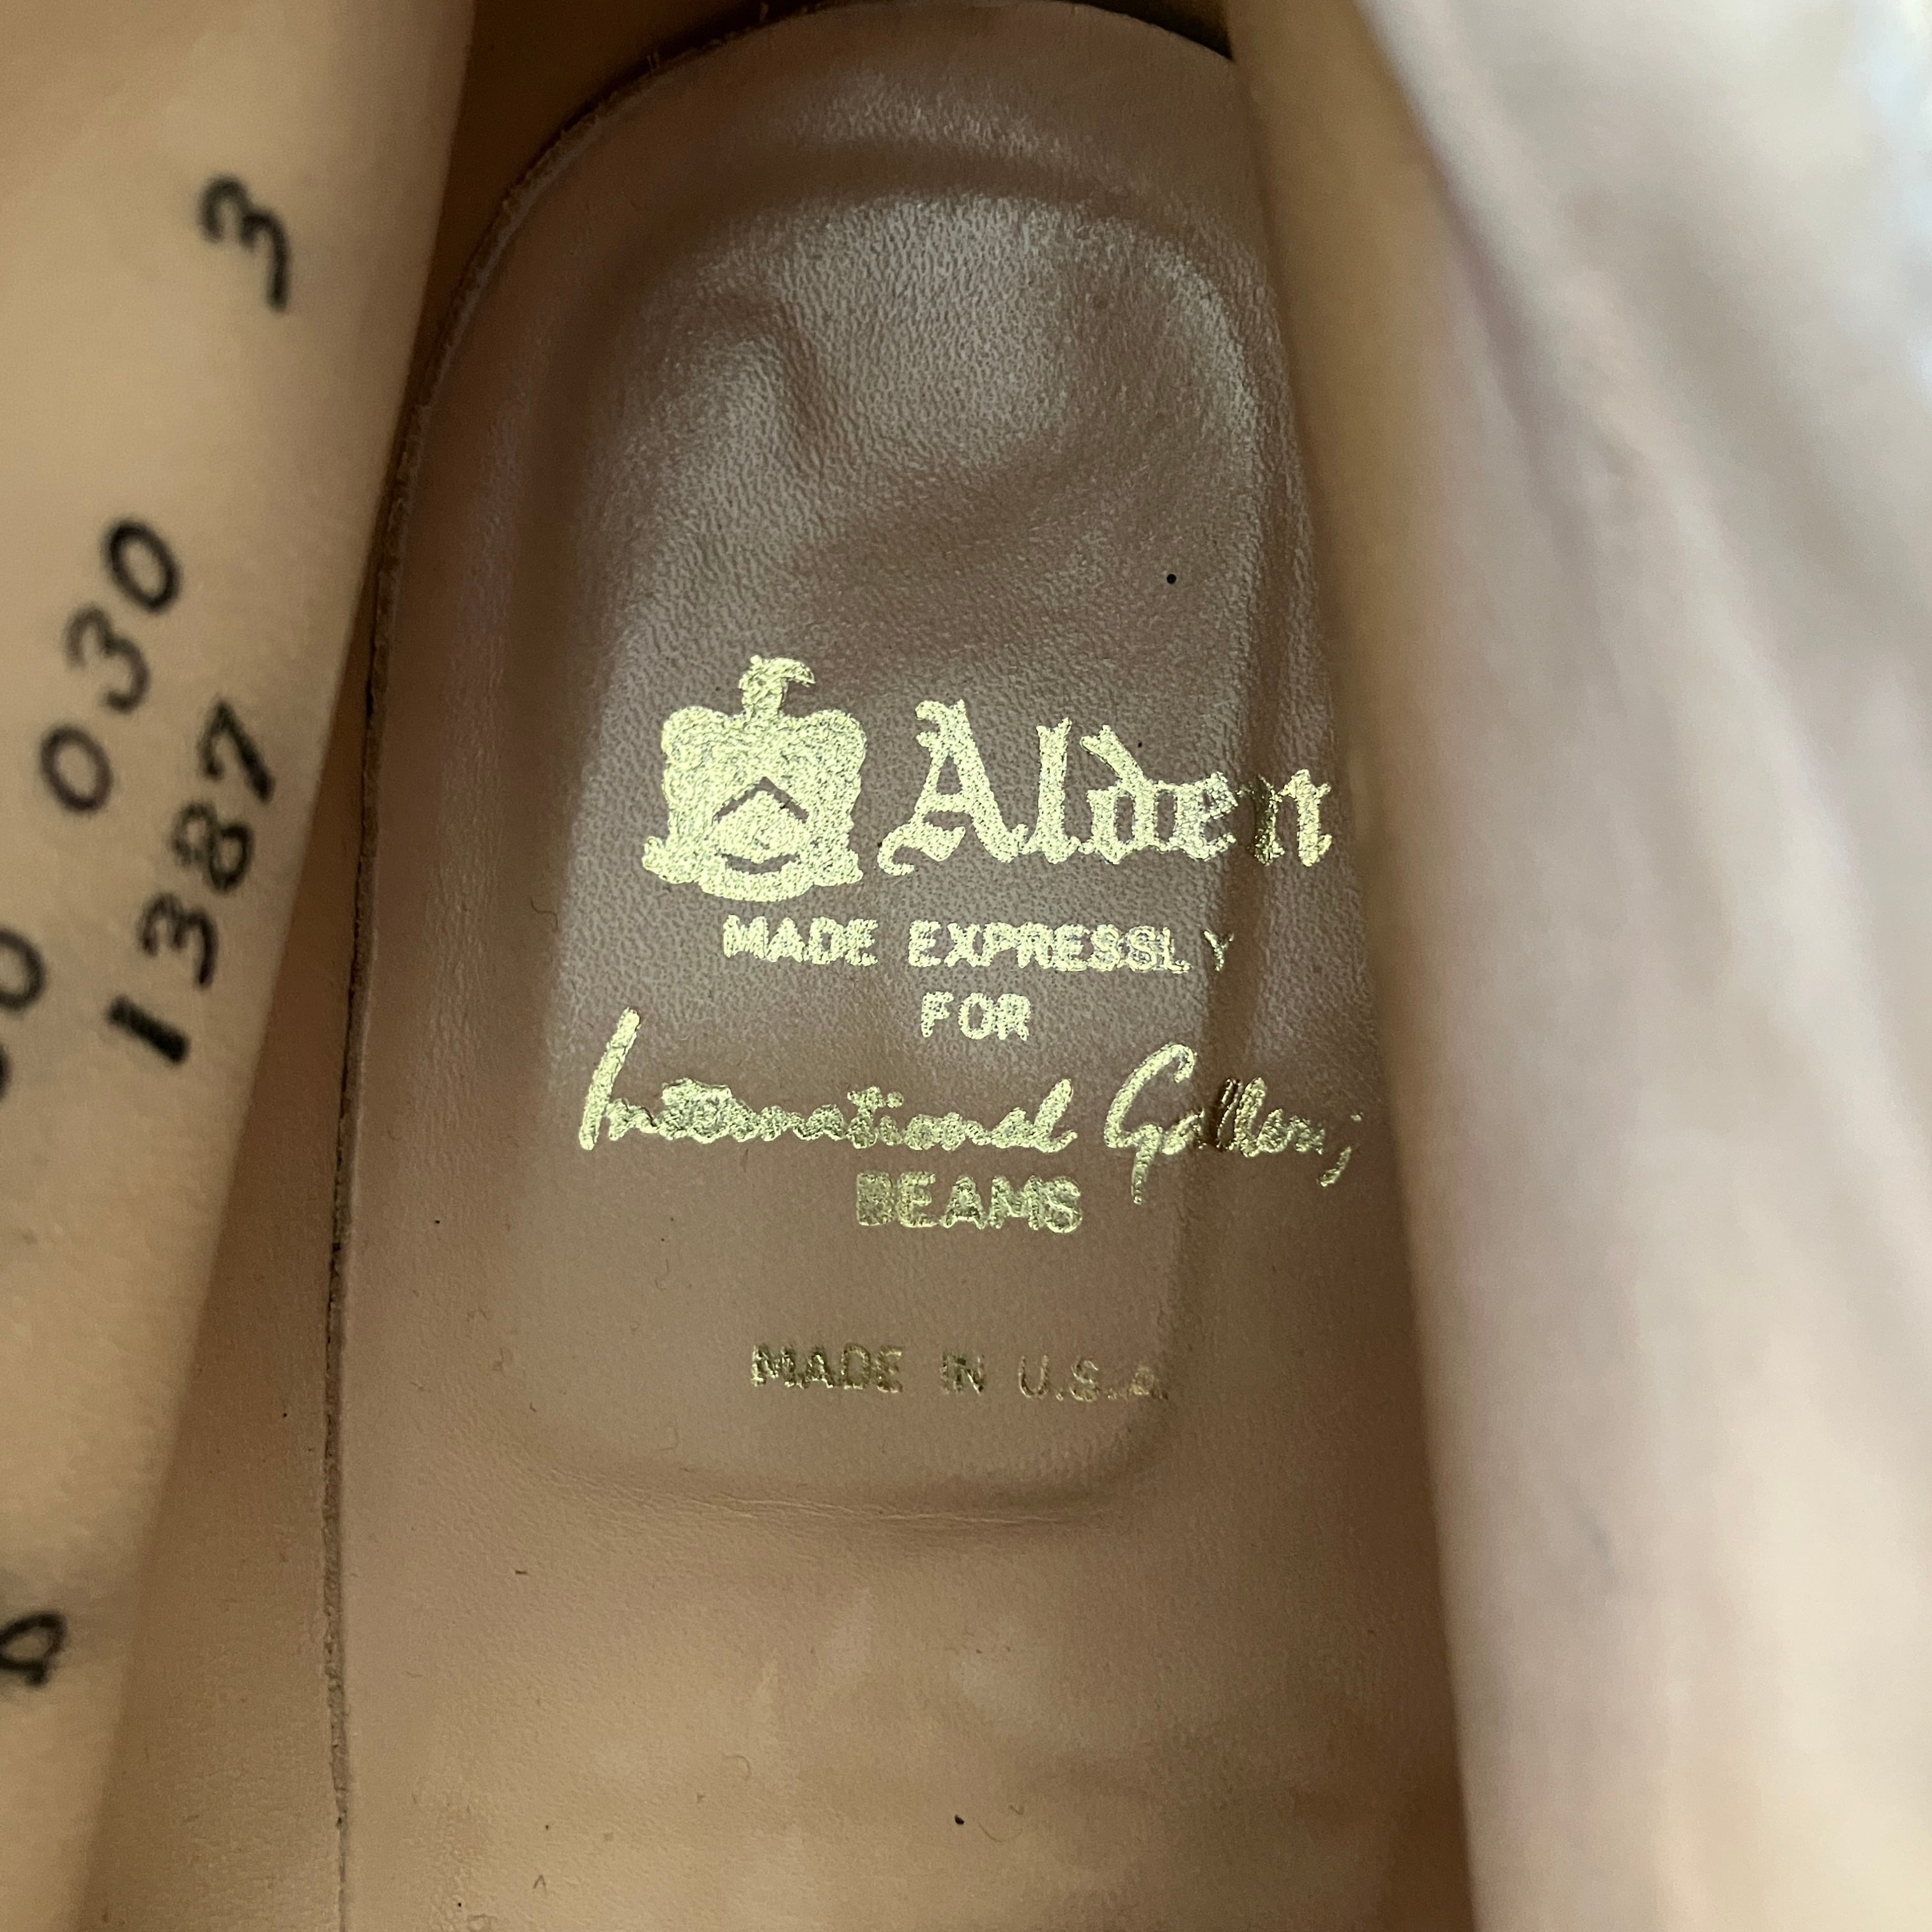 3
030
1387
Alden
MADE EXPRESSLY
FOR
International Gallery
BEAMS
MADE IN U.S.A.